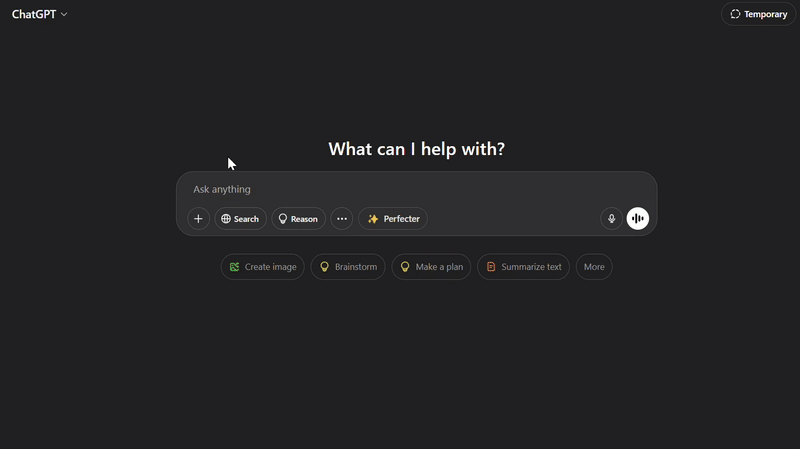 ChatGPT
Temporary
What can I help with?
Ask anything
Search Reason Perfecter
Create image Brainstorm Make a plan Summarize text More